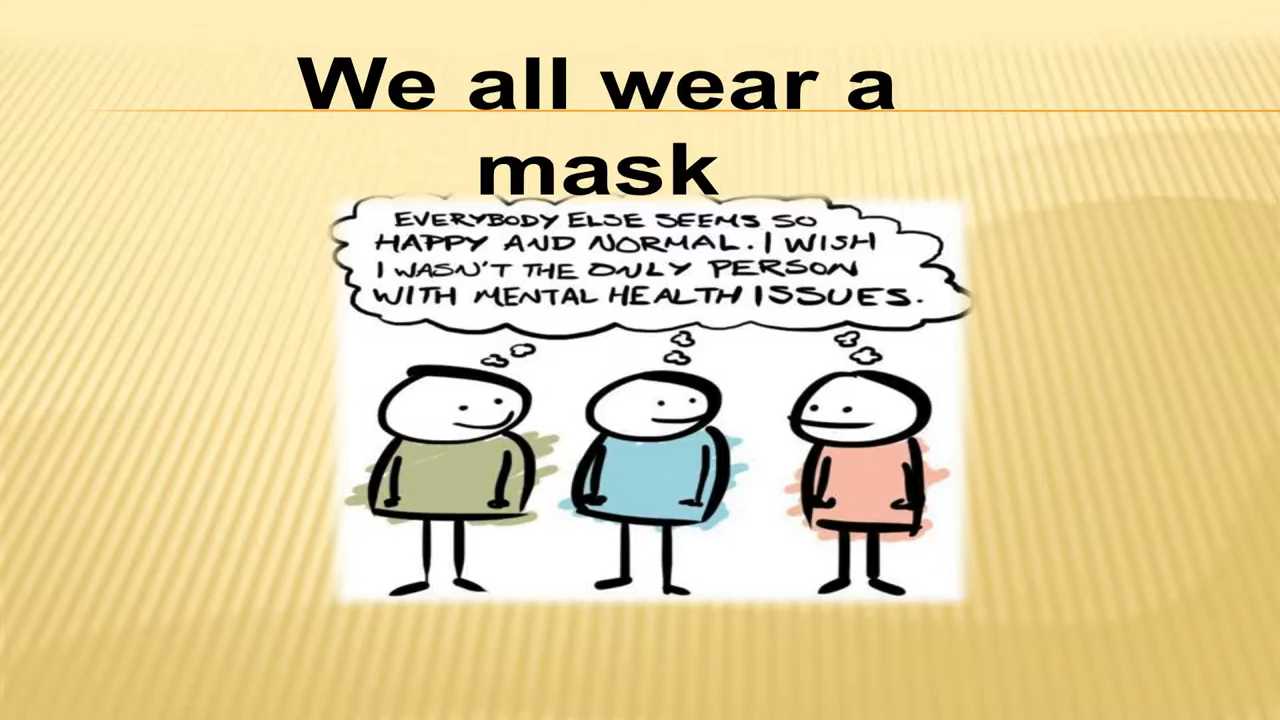 We all wear a
mask
EVERYBODY ELSE SEEMS SO
HAPPY AND NORMAL. I WISH
I WASN'T THE ONLY PERSON
WITH MENTAL HEALTH ISSUES.